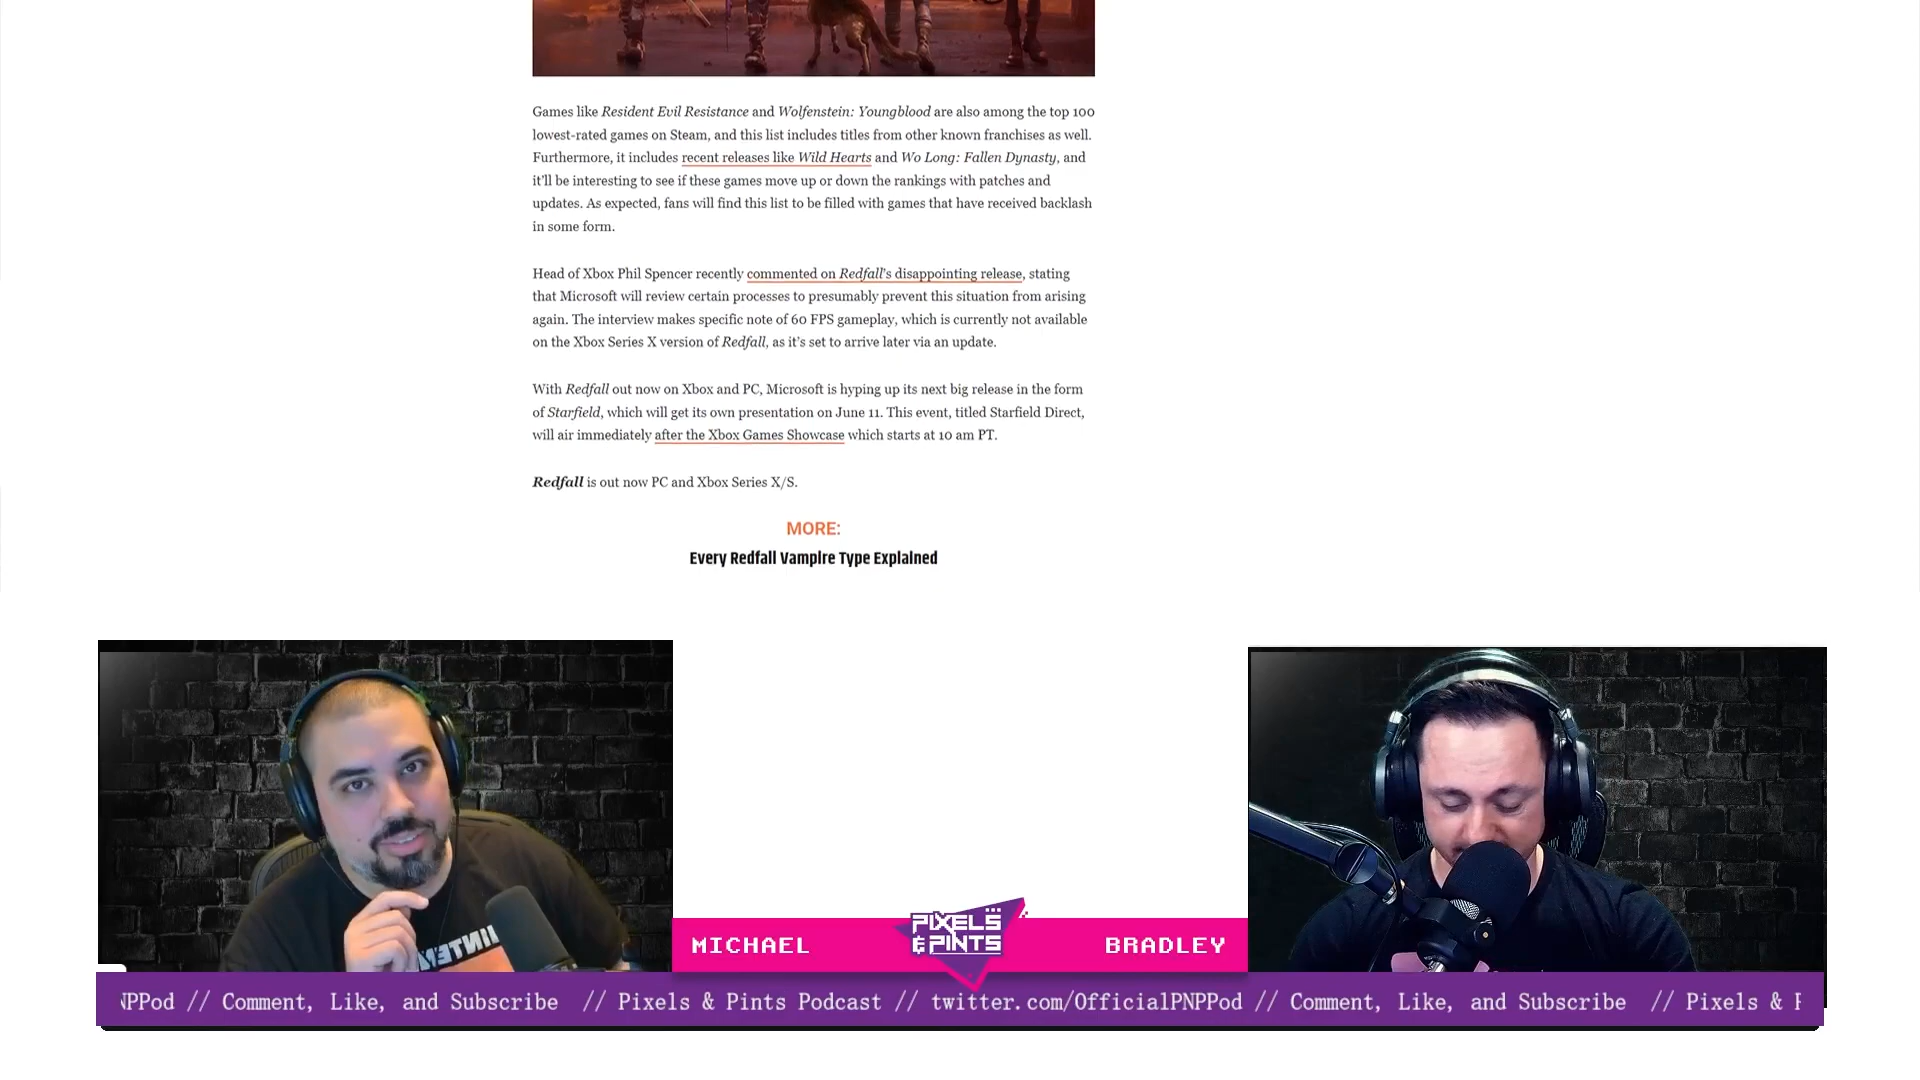 Games like Resident Evil Resistance and Wolfenstein: Youngblood are also among the top 100
lowest-rated games on Steam, and this list includes titles from other known franchises as well.
Furthermore, it includes recent releases like Wild Hearts and Wo Long: Fallen Dynasty, and
it'll be interesting to see if these games move up or down the rankings with patches and
updates. As expected, fans will find this list to be filled with games that have received backlash
in some form.
Head of Xbox Phil Spencer recently commented on Redfall's disappointing release, stating
that Microsoft will review certain processes to presumably prevent this situation from arising
again. The interview makes specific note of 60 FPS gameplay, which is currently not available
on the Xbox Series X version of Redfall, as it's set to arrive later via an update.
With Redfall out now on Xbox and PC, Microsoft is hyping up its next big release in the form
of Starfield, which will get its own presentation on June 11. This event, titled Starfield Direct,
will air immediately after the Xbox Games Showcase which starts at 10 am PT.
Redfall is out now PC and Xbox Series X/S.
MORE:
Every Redfall Vampire Type Explained
MICHAEL
PIXELS
& PINTS
BRADLEY
NPPod // Comment, Like, and Subscribe // Pixels & Pints Podcast // twitter.com/OfficialPNPPod // Comment, Like, and Subscribe // Pixels & P